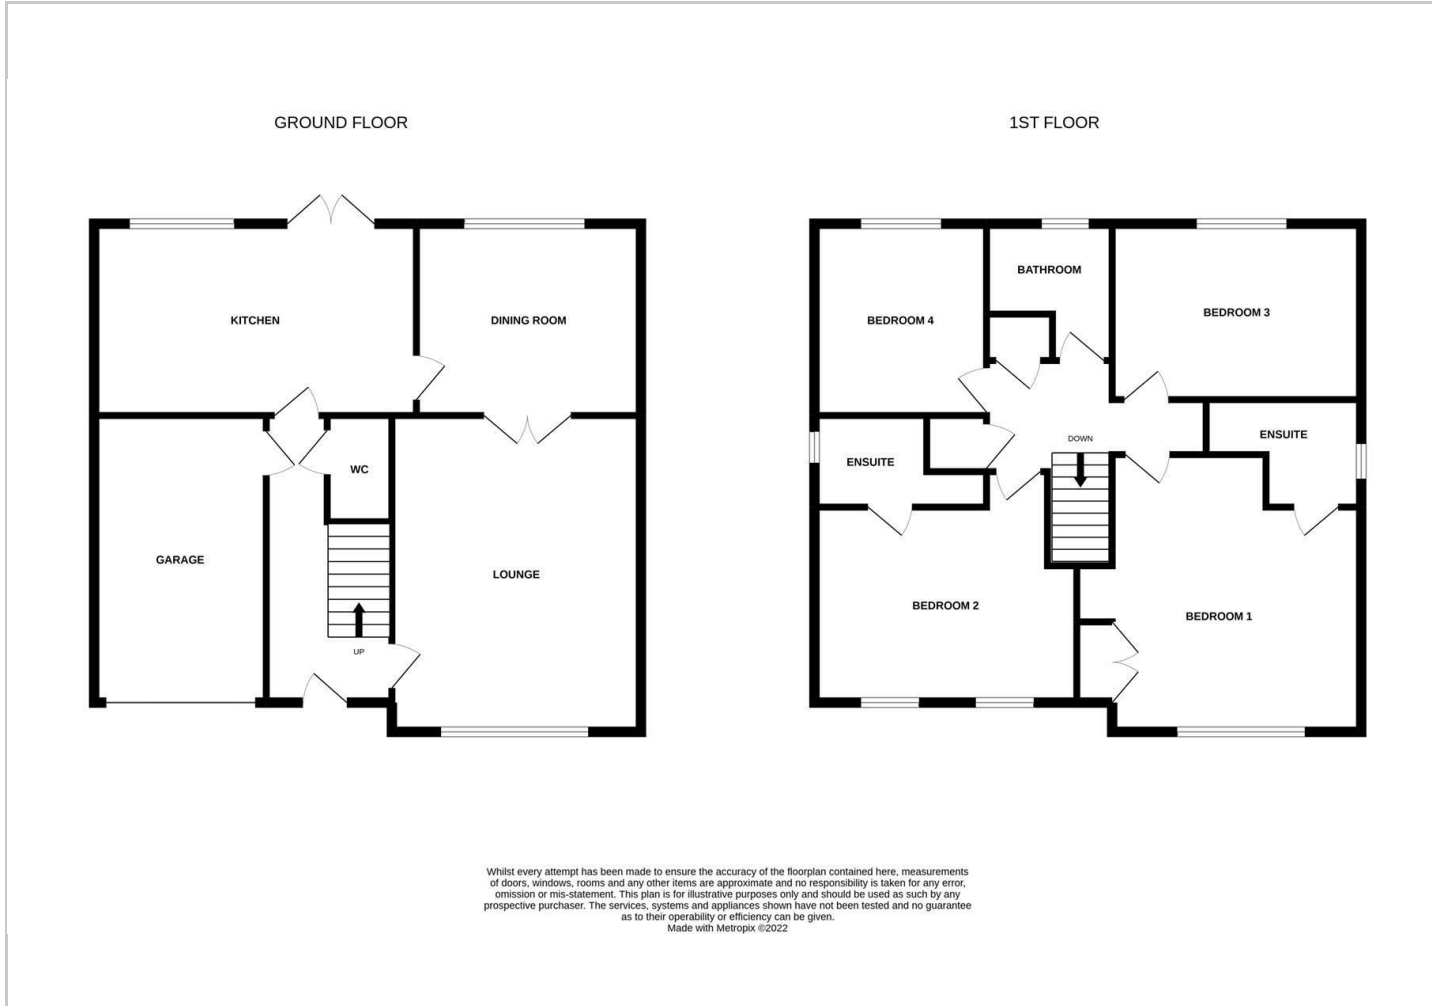 GROUND FLOOR
KITCHEN
DINING ROOM
WC
GARAGE
LOUNGE
UP
1ST FLOOR
BATHROOM
BEDROOM 3
BEDROOM 4
ENSUITE
DOWN
ENSUITE
BEDROOM 2
BEDROOM 1
Whilst every attempt has been made to ensure the accuracy of the floorplan contained here, measurements
of doors, windows, rooms and any other items are approximate and no responsibility is taken for any error,
omission or mis-statement. This plan is for illustrative purposes only and should be used as such by any
prospective purchaser. The services, systems and appliances shown have not been tested and no guarantee
as to their operability or efficiency can be given.
Made with Metropix ©2022